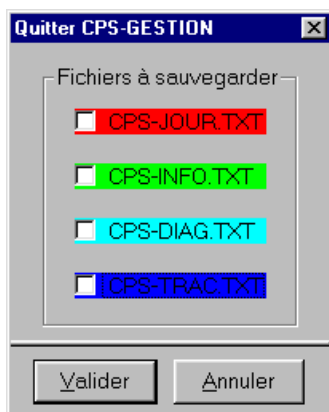 Quitter CPS-GESTION
Fichiers à sauvegarder
CPS-JOUR.TXT
CPS-INFO.TXT
CPS-DIAG.TXT
CPS-TRAC.TXT
Valider Annuler